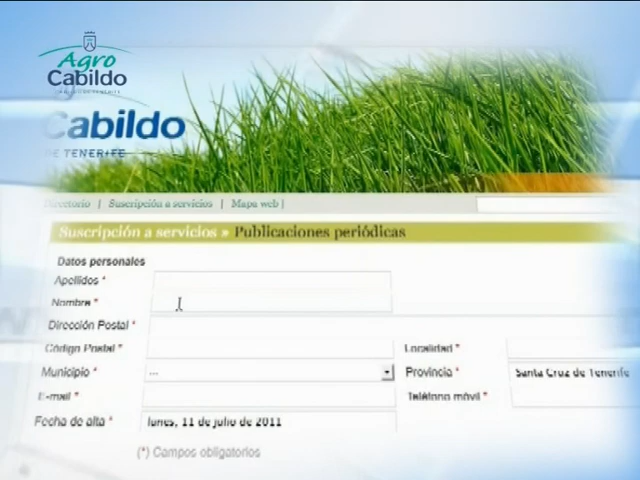 Agro
Cabildo
Cabildo
DE TENERIFE
Directorio | Suscripción a servicios | Mapa web |
Suscripción a servicios » Publicaciones periódicas
Datos personales
Apellidos *
Nombre *
Dirección Postal *
Código Postal * Localidad *
Municipio * ... Provincia * Santa Cruz de Tenerife
E-mail * Teléfono móvil *
Fecha de alta * lunes, 11 de julio de 2011
(*) Campos obligatorios